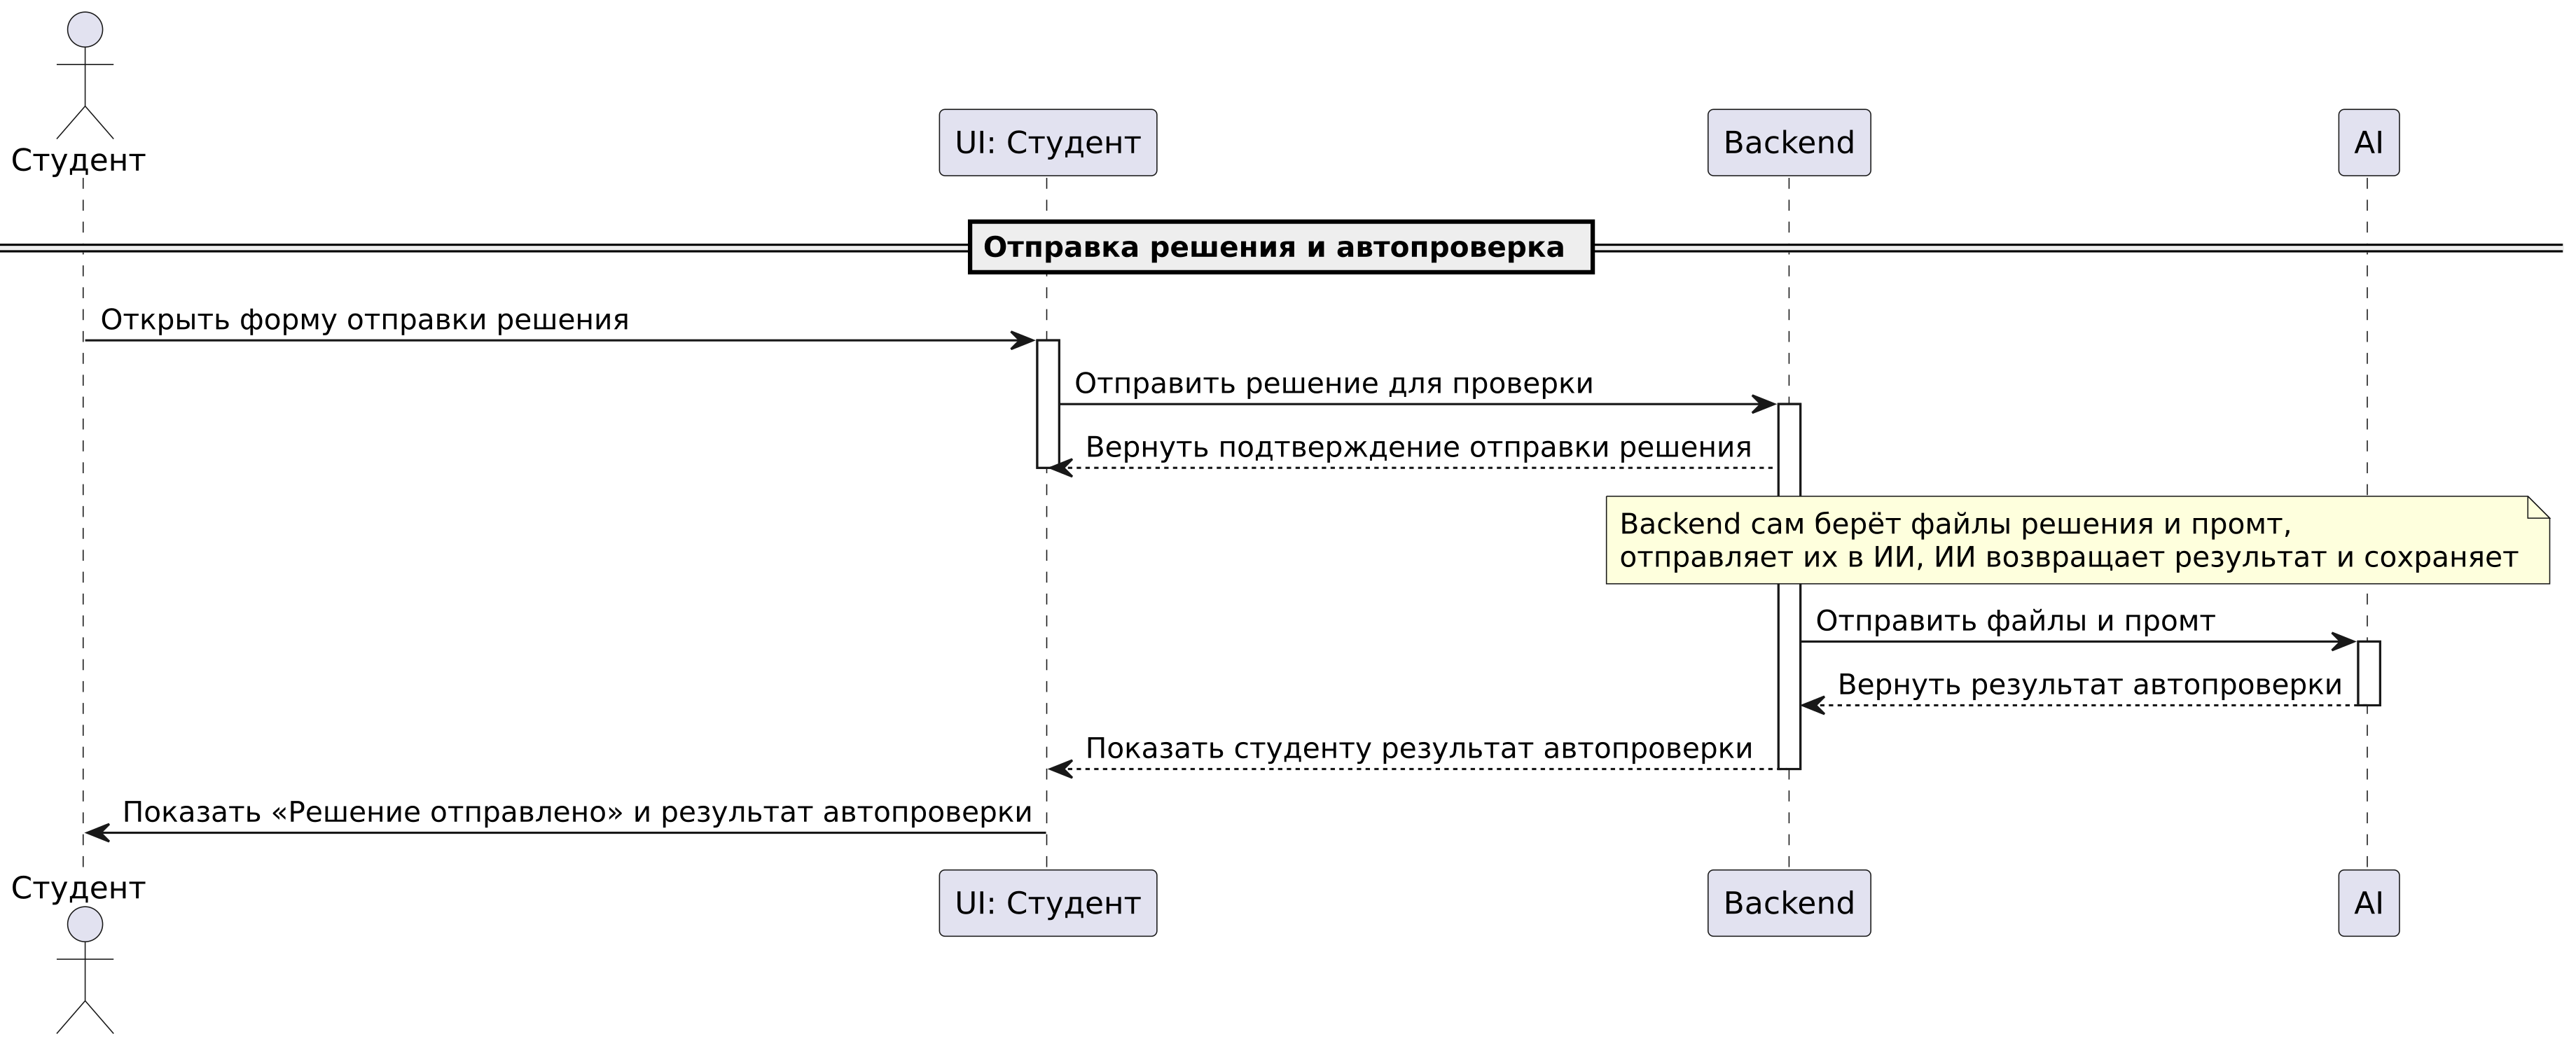 Студент
UI: Студент
Backend
AI
Отправка решения и автопроверка
Открыть форму отправки решения
Отправить решение для проверки
Вернуть подтверждение отправки решения
Backend сам берёт файлы решения и промт,
отправляет их в ИИ, ИИ возвращает результат и сохраняет
Отправить файлы и промт
Вернуть результат автопроверки
Показать студенту результат автопроверки
Показать «Решение отправлено» и результат автопроверки
Студент
UI: Студент
Backend
AI